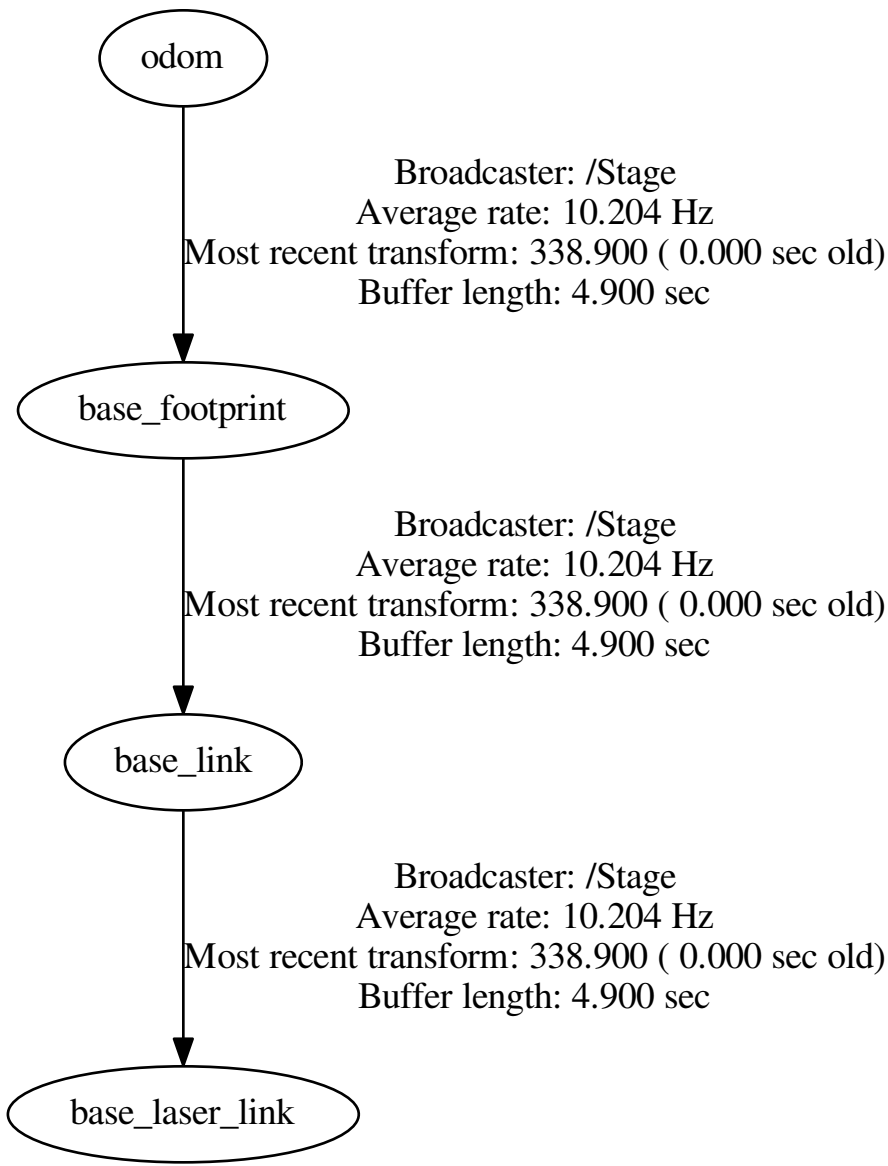 odom
Broadcaster: /Stage
Average rate: 10.204 Hz
Most recent transform: 338.900 ( 0.000 sec old)
Buffer length: 4.900 sec
base_footprint
Broadcaster: /Stage
Average rate: 10.204 Hz
Most recent transform: 338.900 ( 0.000 sec old)
Buffer length: 4.900 sec
base_link
Broadcaster: /Stage
Average rate: 10.204 Hz
Most recent transform: 338.900 ( 0.000 sec old)
Buffer length: 4.900 sec
base_laser_link